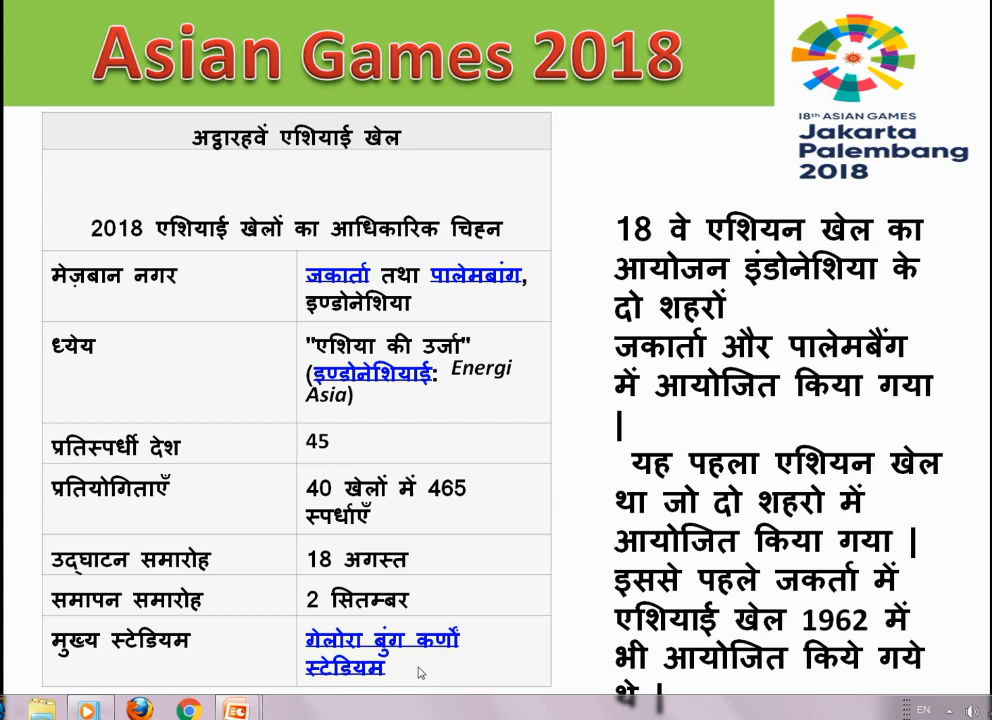 Asian Games 2018
18th ASIAN GAMES
Jakarta
Palembang
2018
अट्ठारहवें एशियाई खेल
2018 एशियाई खेलों का आधिकारिक चिह्न
मेज़बान नगर
जकार्ता तथा पालेमबांग,
इण्डोनेशिया
ध्येय
"एशिया की उर्जा"
(इण्डोनेशियाई: Energi
Asia)
प्रतिस्पर्धी देश
45
प्रतियोगिताएँ
40 खेलों में 465
स्पर्धाएँ
उद्घाटन समारोह
18 अगस्त
समापन समारोह
2 सितम्बर
मुख्य स्टेडियम
गेलोरा बुंग कर्णो
स्टेडियम
18 वे एशियन खेल का
आयोजन इंडोनेशिया के
दो शहरों
जकार्ता और पालेमबैंग
में आयोजित किया गया
|
यह पहला एशियन खेल
था जो दो शहरो में
आयोजित किया गया |
इससे पहले जकर्ता में
एशियाई खेल 1962 में
भी आयोजित किये गये
थे |
EN